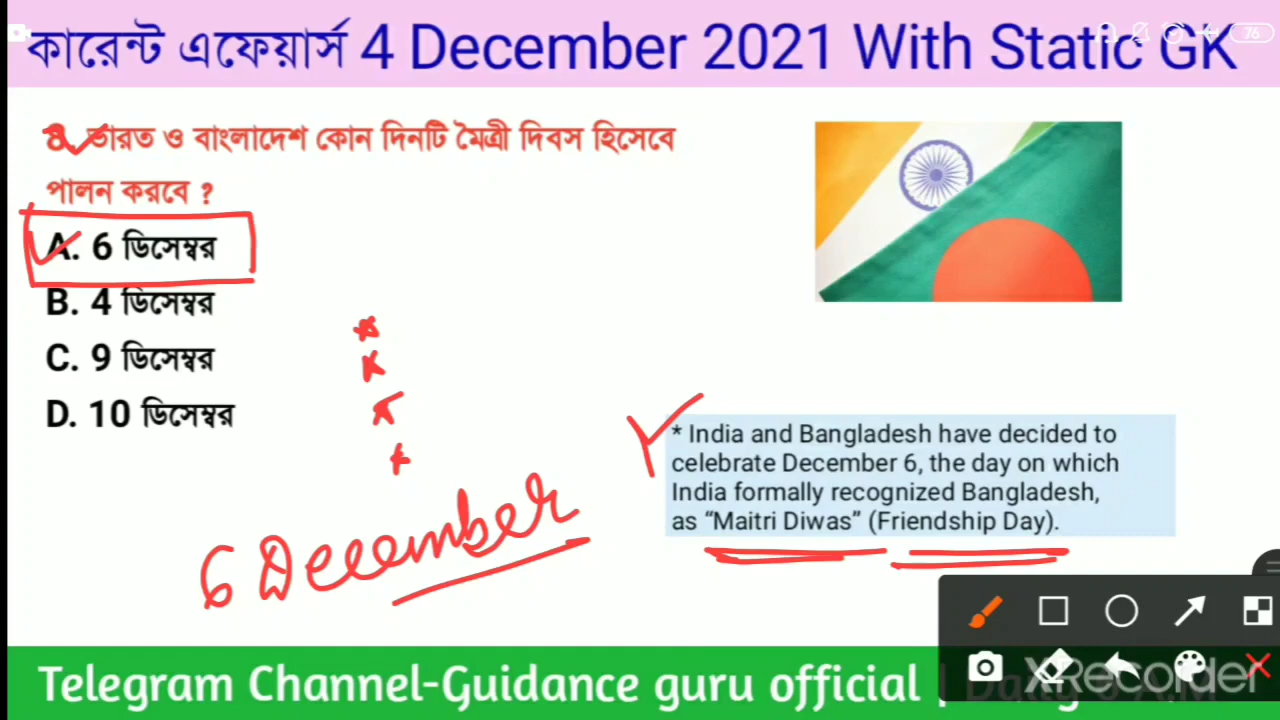 কারেন্ট এফেয়ার্স 4 December 2021 With Static GK
76
ভারত ও বাংলাদেশ কোন দিনটি মৈত্রী দিবস হিসেবে
পালন করবে ?
A. 6 ডিসেম্বর
B. 4 ডিসেম্বর
C. 9 ডিসেম্বর
D. 10 ডিসেম্বর
6 December
* India and Bangladesh have decided to
celebrate December 6, the day on which
India formally recognized Bangladesh,
as “Maitri Diwas” (Friendship Day).
Telegram Channel-Guidance guru official |
XRecorder